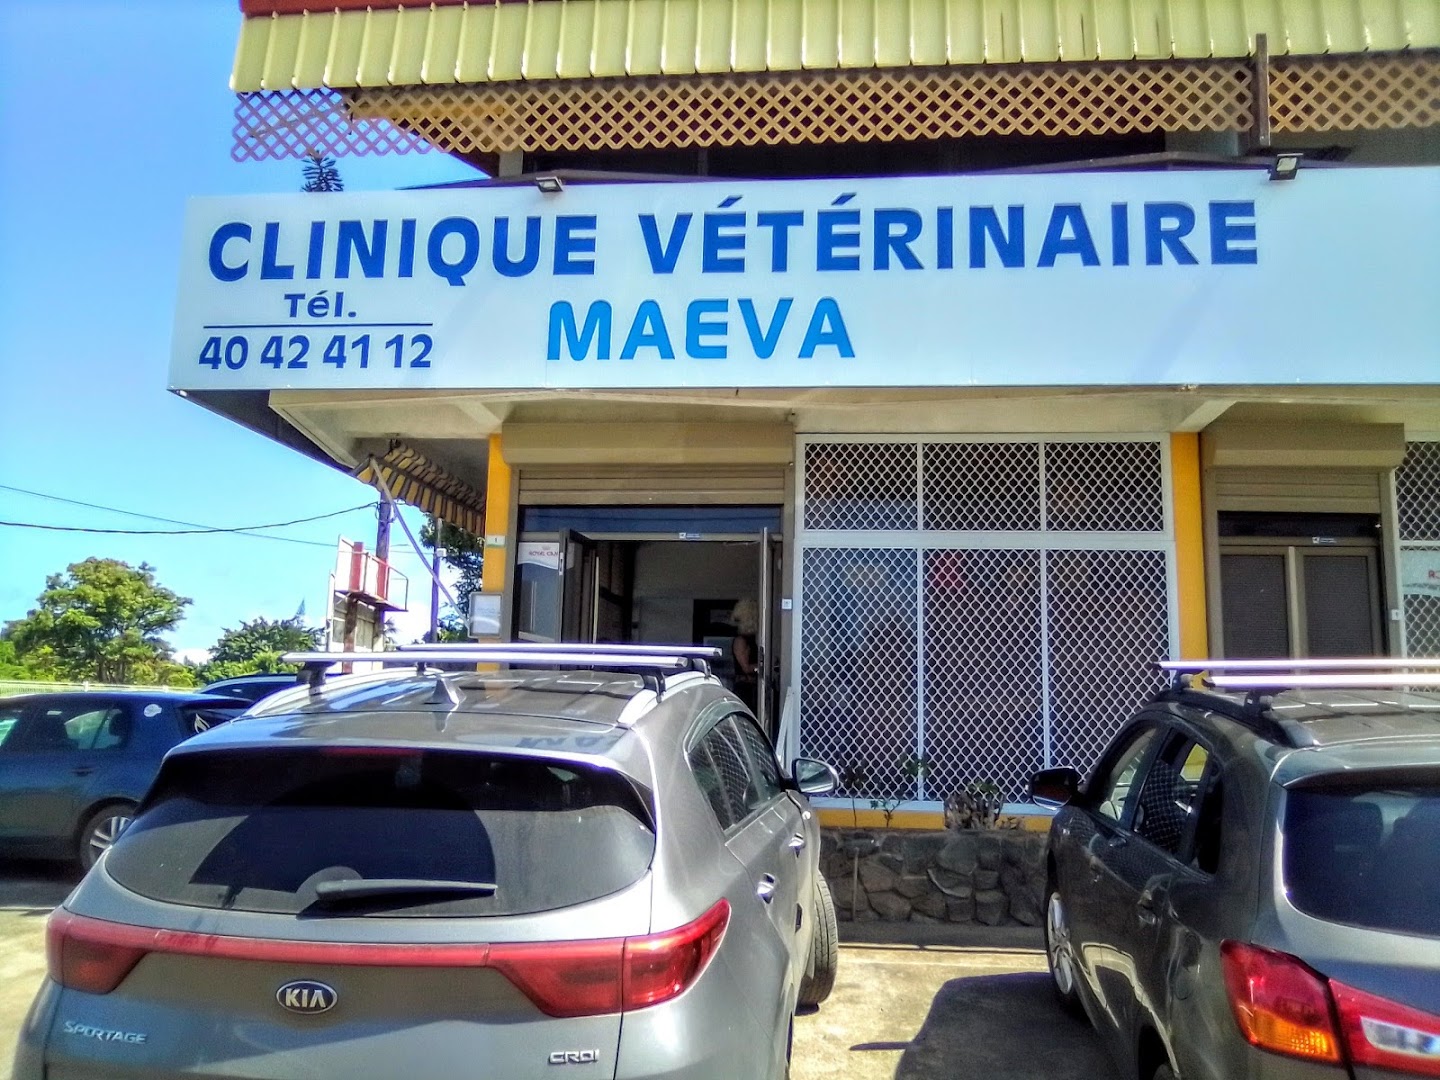 CLINIQUE VÉTÉRINAIRE
Tél.
40 42 41 12
MAEVA
KIA
SPORTAGE
CRDI